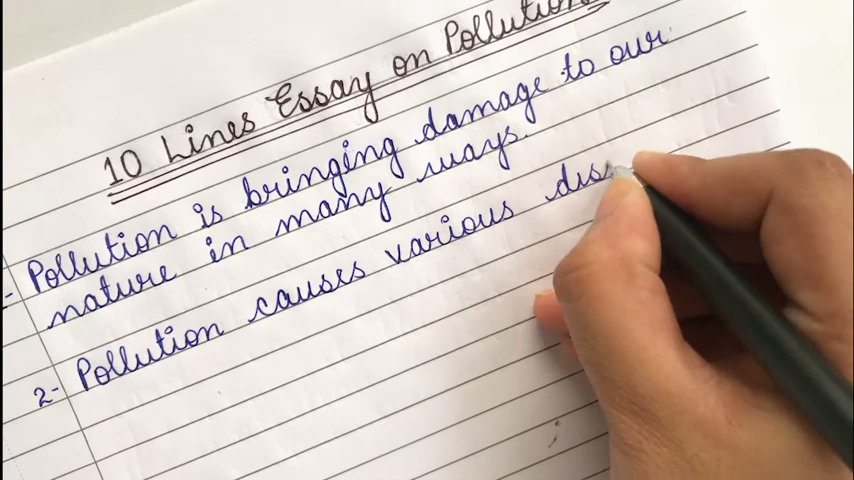 10 Lines Essay on Pollution
1- Pollution is bringing damage to our
nature in many ways.
2- Pollution causes various dis